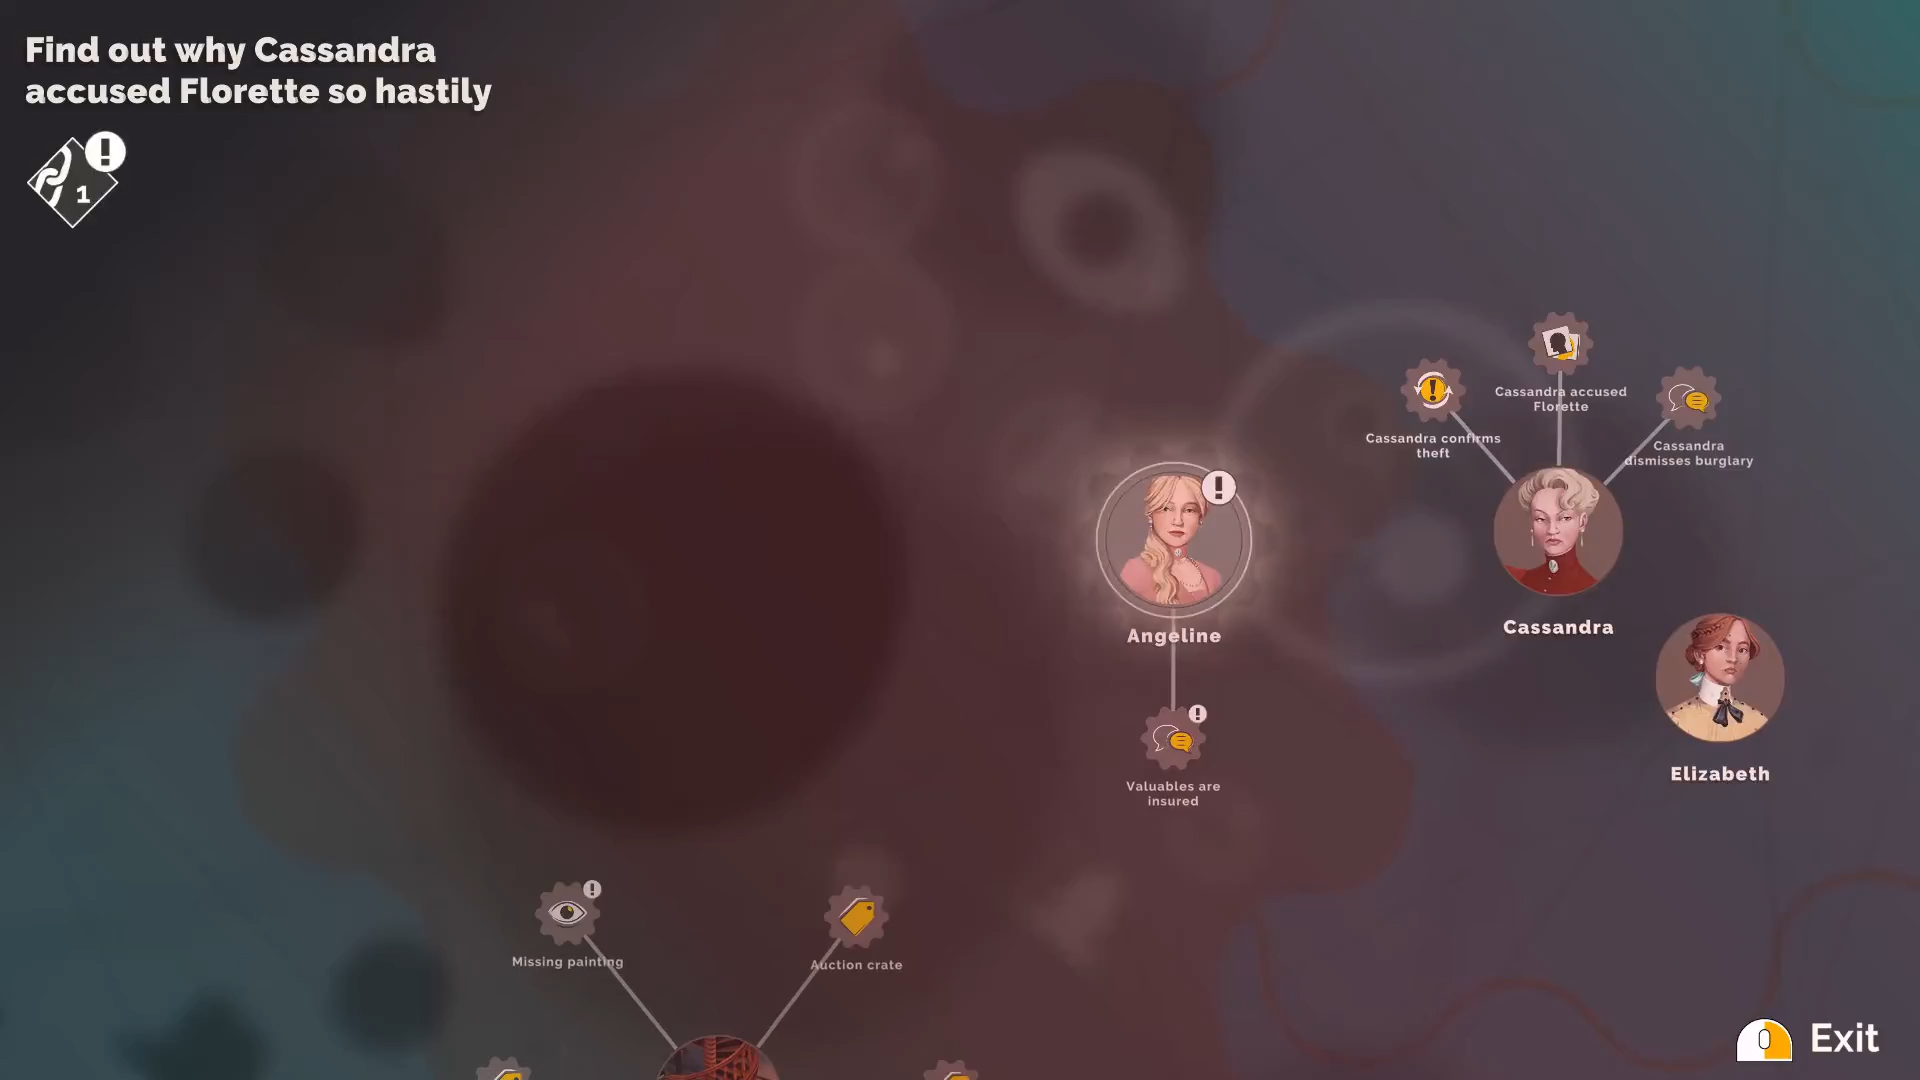 Find out why Cassandra
accused Florette so hastily
1
Cassandra accused
Florette
Cassandra confirms
theft
Cassandra
dismisses burglary
Cassandra
Angeline
Elizabeth
Valuables are
insured
Missing painting
Auction crate
Exit